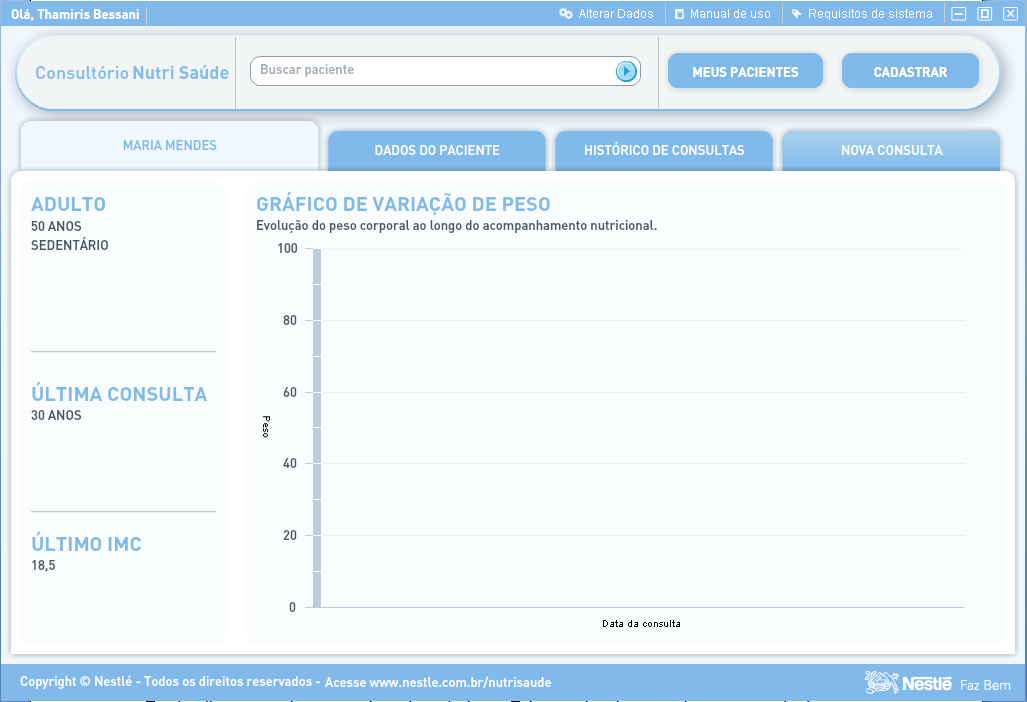 Olá, Thamiris Bessani
Alterar Dados
Manual de uso
Requisitos de sistema
Consultório Nutri Saúde
Buscar paciente
MEUS PACIENTES
CADASTRAR
MARIA MENDES
DADOS DO PACIENTE
HISTÓRICO DE CONSULTAS
NOVA CONSULTA
ADULTO
50 ANOS
SEDENTÁRIO
ÚLTIMA CONSULTA
30 ANOS
ÚLTIMO IMC
18,5
GRÁFICO DE VARIAÇÃO DE PESO
Evolução do peso corporal ao longo do acompanhamento nutricional.
100
80
60
40
20
0
Peso
Data da consulta
Copyright © Nestlé - Todos os direitos reservados - Acesse www.nestle.com.br/nutrisaude
Nestlé Faz Bem